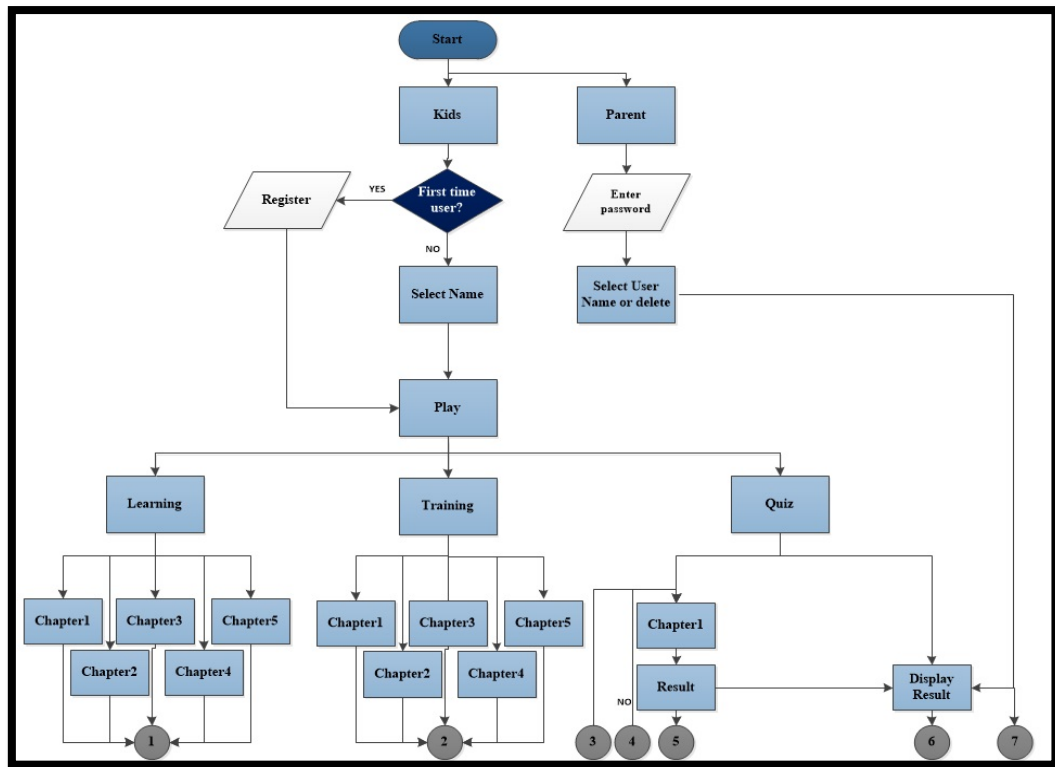 Start
Kids
Parent
Register
YES
First time
user?
Enter
password
NO
Select Name
Select User
Name or delete
Play
Learning
Training
Quiz
Chapter1
Chapter3
Chapter5
Chapter2
Chapter4
Chapter1
Chapter3
Chapter5
Chapter2
Chapter4
Chapter1
Result
Display
Result
NO
1
2
3
4
5
6
7